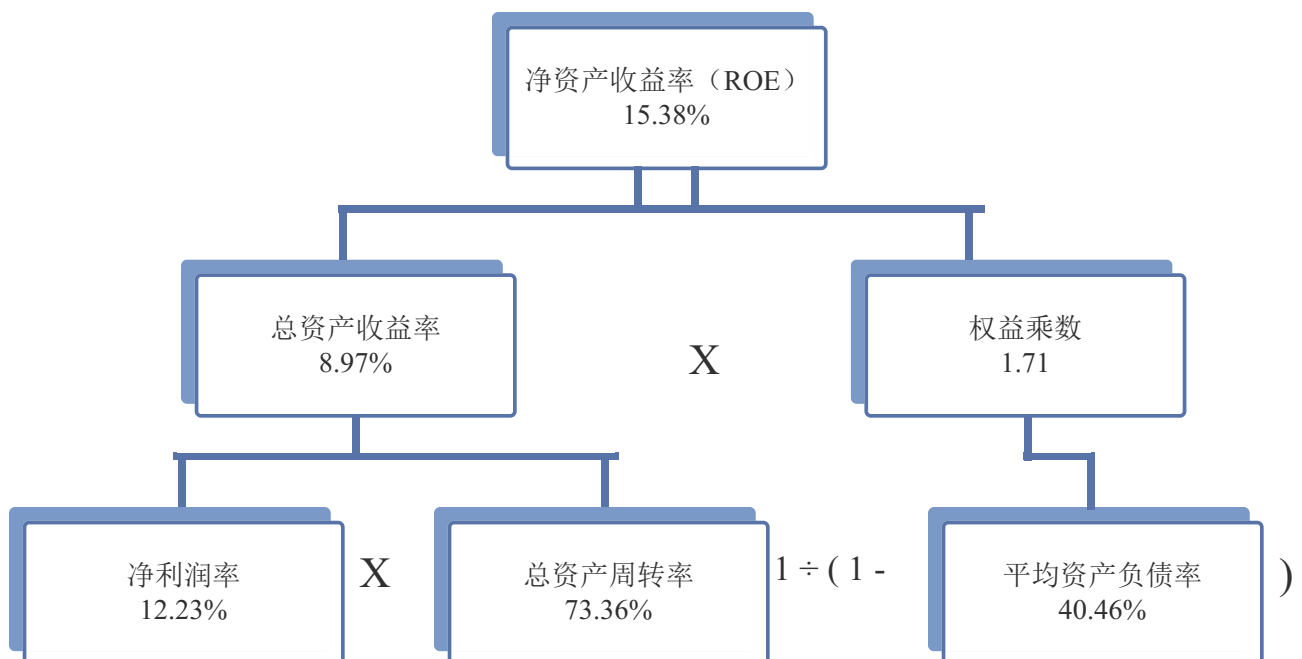 净资产收益率（ROE）
15.38%
总资产收益率
8.97%
X
权益乘数
1.71
净利润率
12.23%
X
总资产周转率
73.36%
1 ÷ ( 1 -
平均资产负债率
40.46%
)